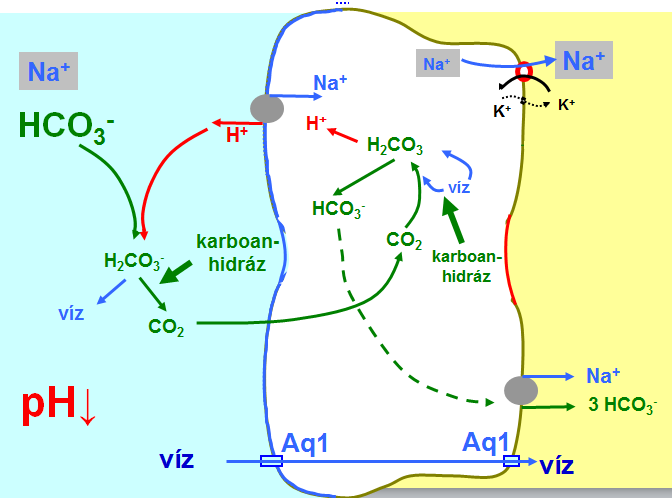 Na⁺
HCO₃⁻
H⁺
H₂CO₃⁻
karboan-
hidráz
víz
CO₂
pH↓
víz
Na⁺
H⁺
H₂CO₃
HCO₃⁻
víz
CO₂
karboan-
hidráz
Na⁺
Na⁺
K⁺
K⁺
Na⁺
3 HCO₃⁻
Aq1
Aq1
víz